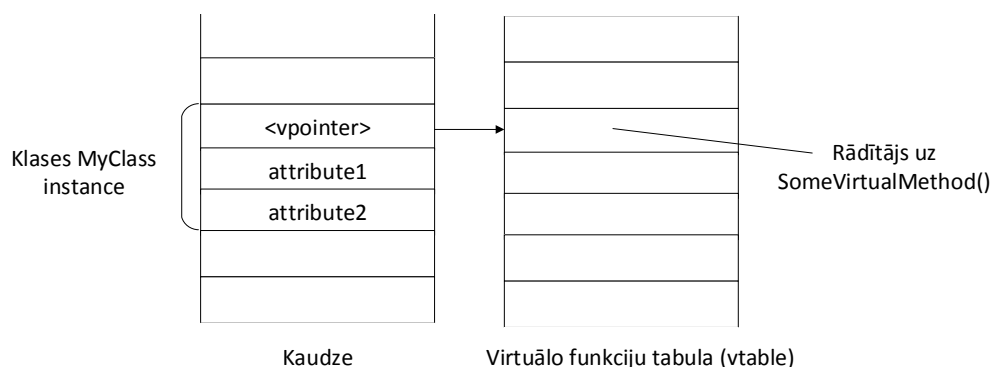 Klases MyClass
instance
<vpointer>
attribute1
attribute2
Rādītājs uz
SomeVirtualMethod()
Kaudze
Virtuālo funkciju tabula (vtable)